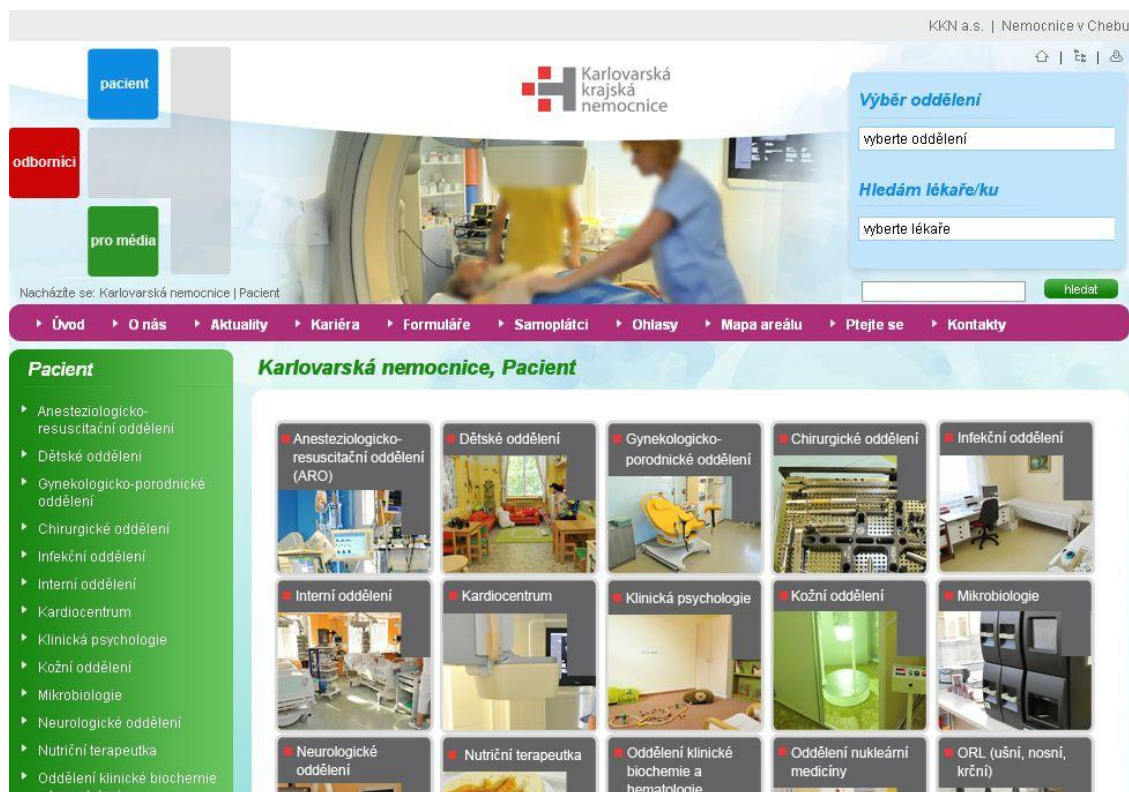 KKN a.s. | Nemocnice v Chebu
pacient
odborníci
pro média
Karlovarská
krajská
nemocnice
Výběr oddělení
vyberte oddělení
Hledám lékaře/ku
vyberte lékaře
hledat
Nacházíte se: Karlovarská nemocnice | Pacient
Úvod O nás Aktuality Kariéra Formuláře Samoplátci Ohlasy Mapa areálu Ptejte se Kontakty
Pacient
Anesteziologicko-
resuscitační oddělení
Dětské oddělení
Gynekologicko-porodnické
oddělení
Chirurgické oddělení
Infekční oddělení
Interní oddělení
Kardiocentrum
Klinická psychologie
Kožní oddělení
Mikrobiologie
Neurologické oddělení
Nutriční terapeutka
Oddělení klinické biochemie
Karlovarská nemocnice, Pacient
Anesteziologicko-
resuscitační oddělení
(ARO)
Dětské oddělení
Gynekologicko-
porodnické oddělení
Chirurgické oddělení
Infekční oddělení
Interní oddělení
Kardiocentrum
Klinická psychologie
Kožní oddělení
Mikrobiologie
Neurologické
oddělení
Nutriční terapeutka
Oddělení klinické
biochemie a
hematologie
Oddělení nukleární
medicíny
ORL (ušní, nosní,
krční)